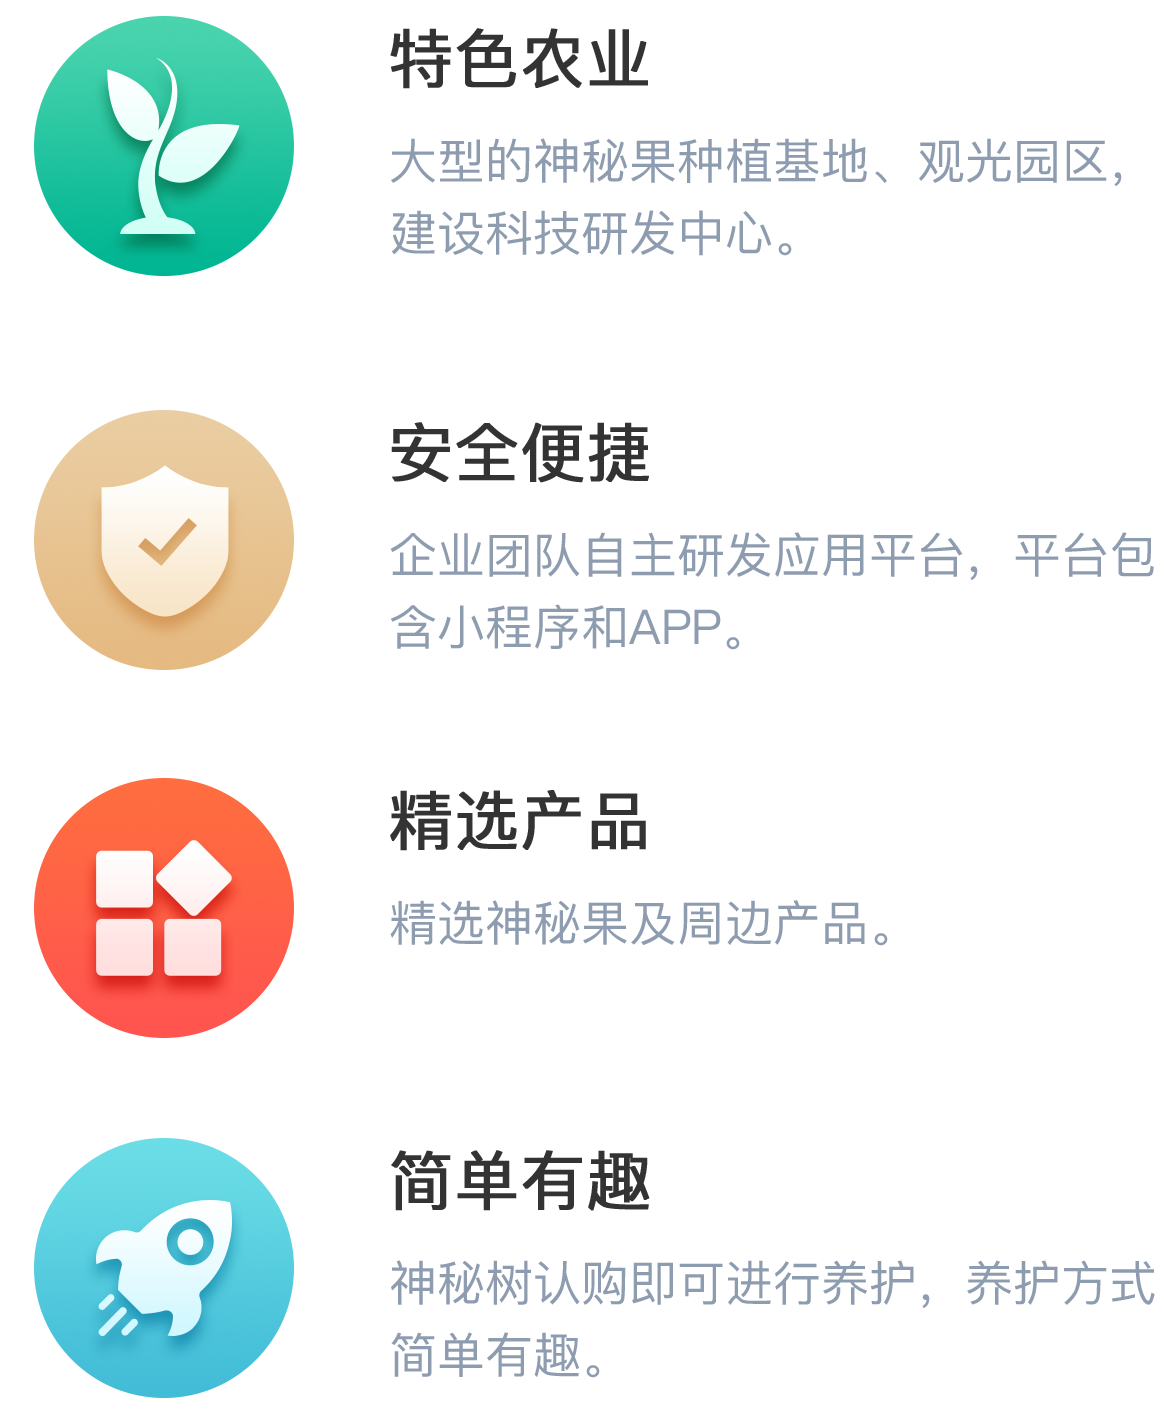 特色农业
大型的神秘果种植基地、观光园区，
建设科技研发中心。
安全便捷
企业团队自主研发应用平台，平台包
含小程序和APP。
精选产品
精选神秘果及周边产品。
简单有趣
神秘树认购即可进行养护，养护方式
简单有趣。